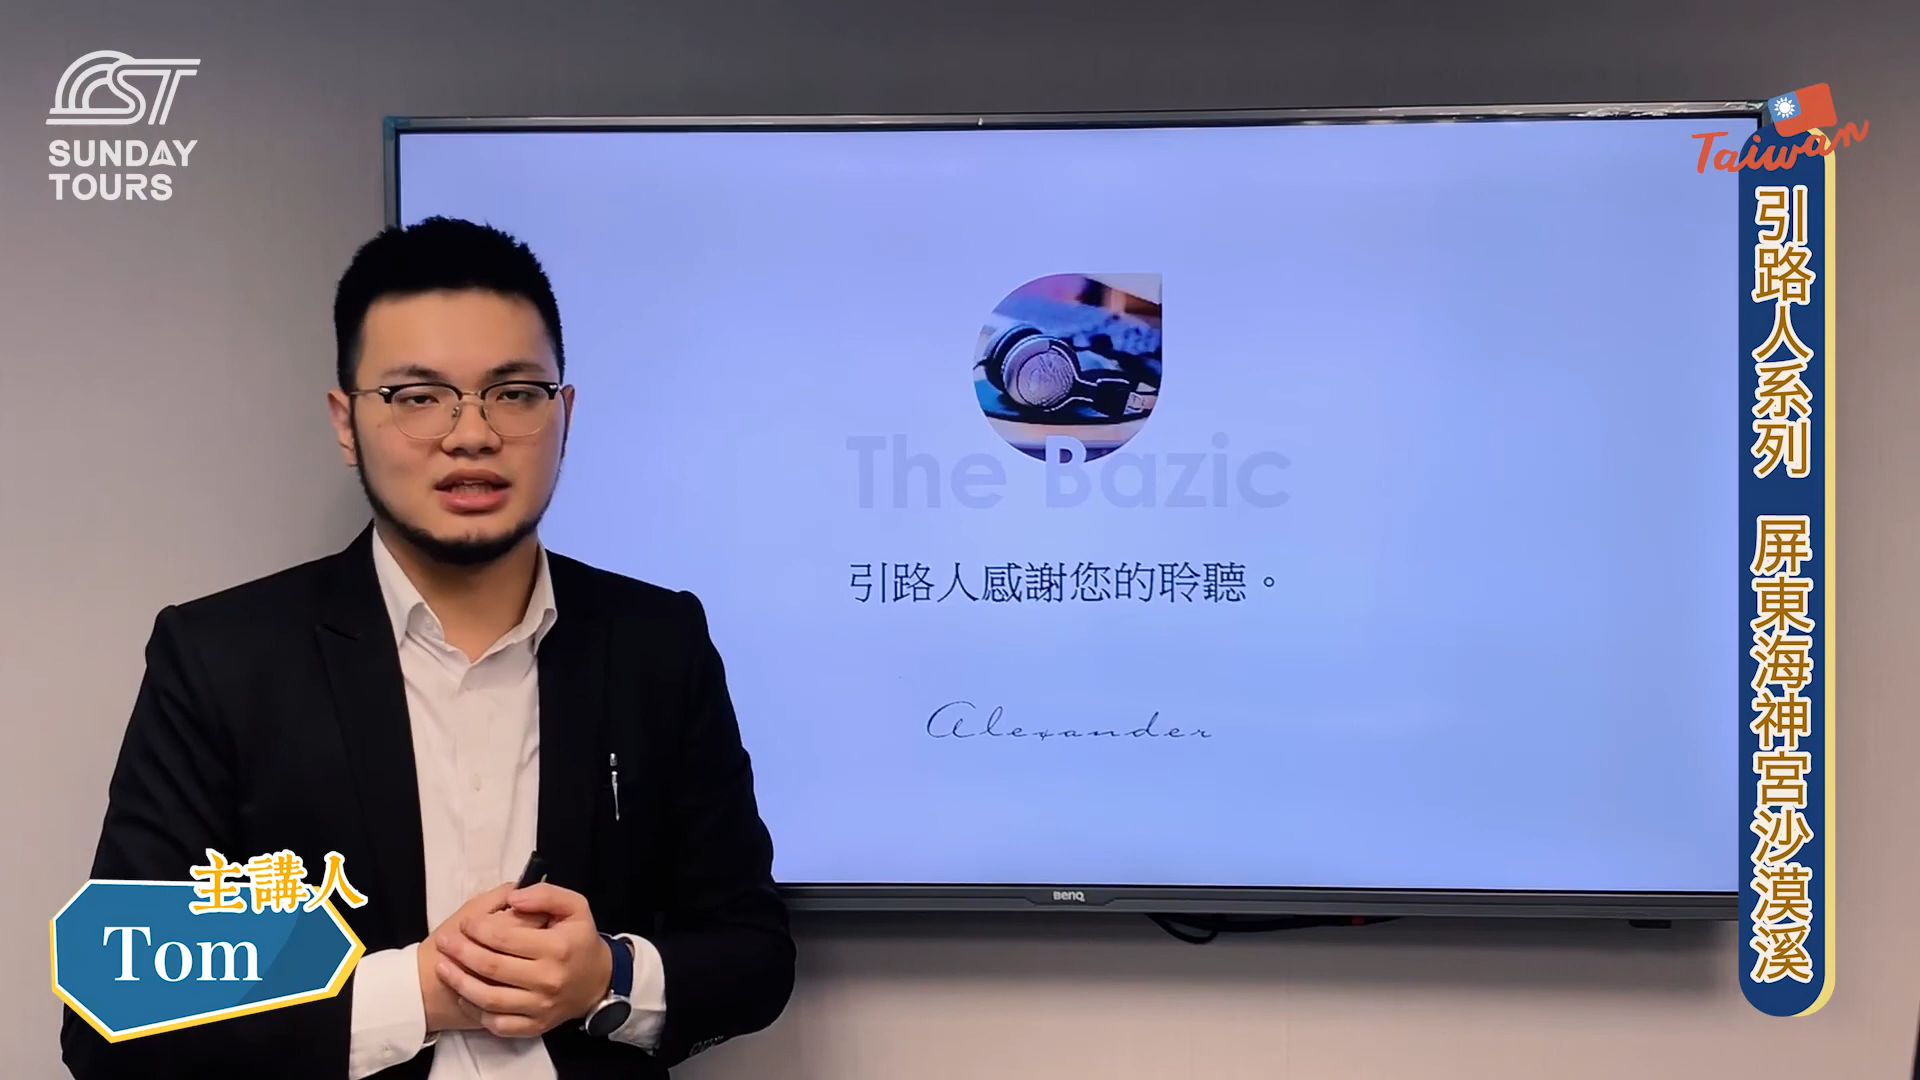 ST
SUNDAY
TOURS
Taiwan
引路人系列 屏東海神宮沙漠溪
The Bazic
引路人感謝您的聆聽。
Alexander
BenQ
主講人
Tom